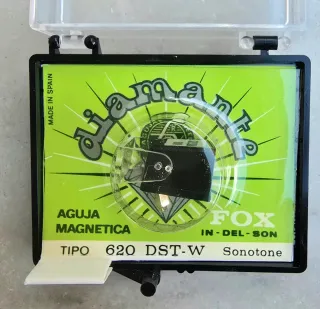 MADE IN SPAIN
diamante
AGUJA
MAGNETICA
FOX
IN-DEL-SON
TIPO 620 DST-W Sonotone